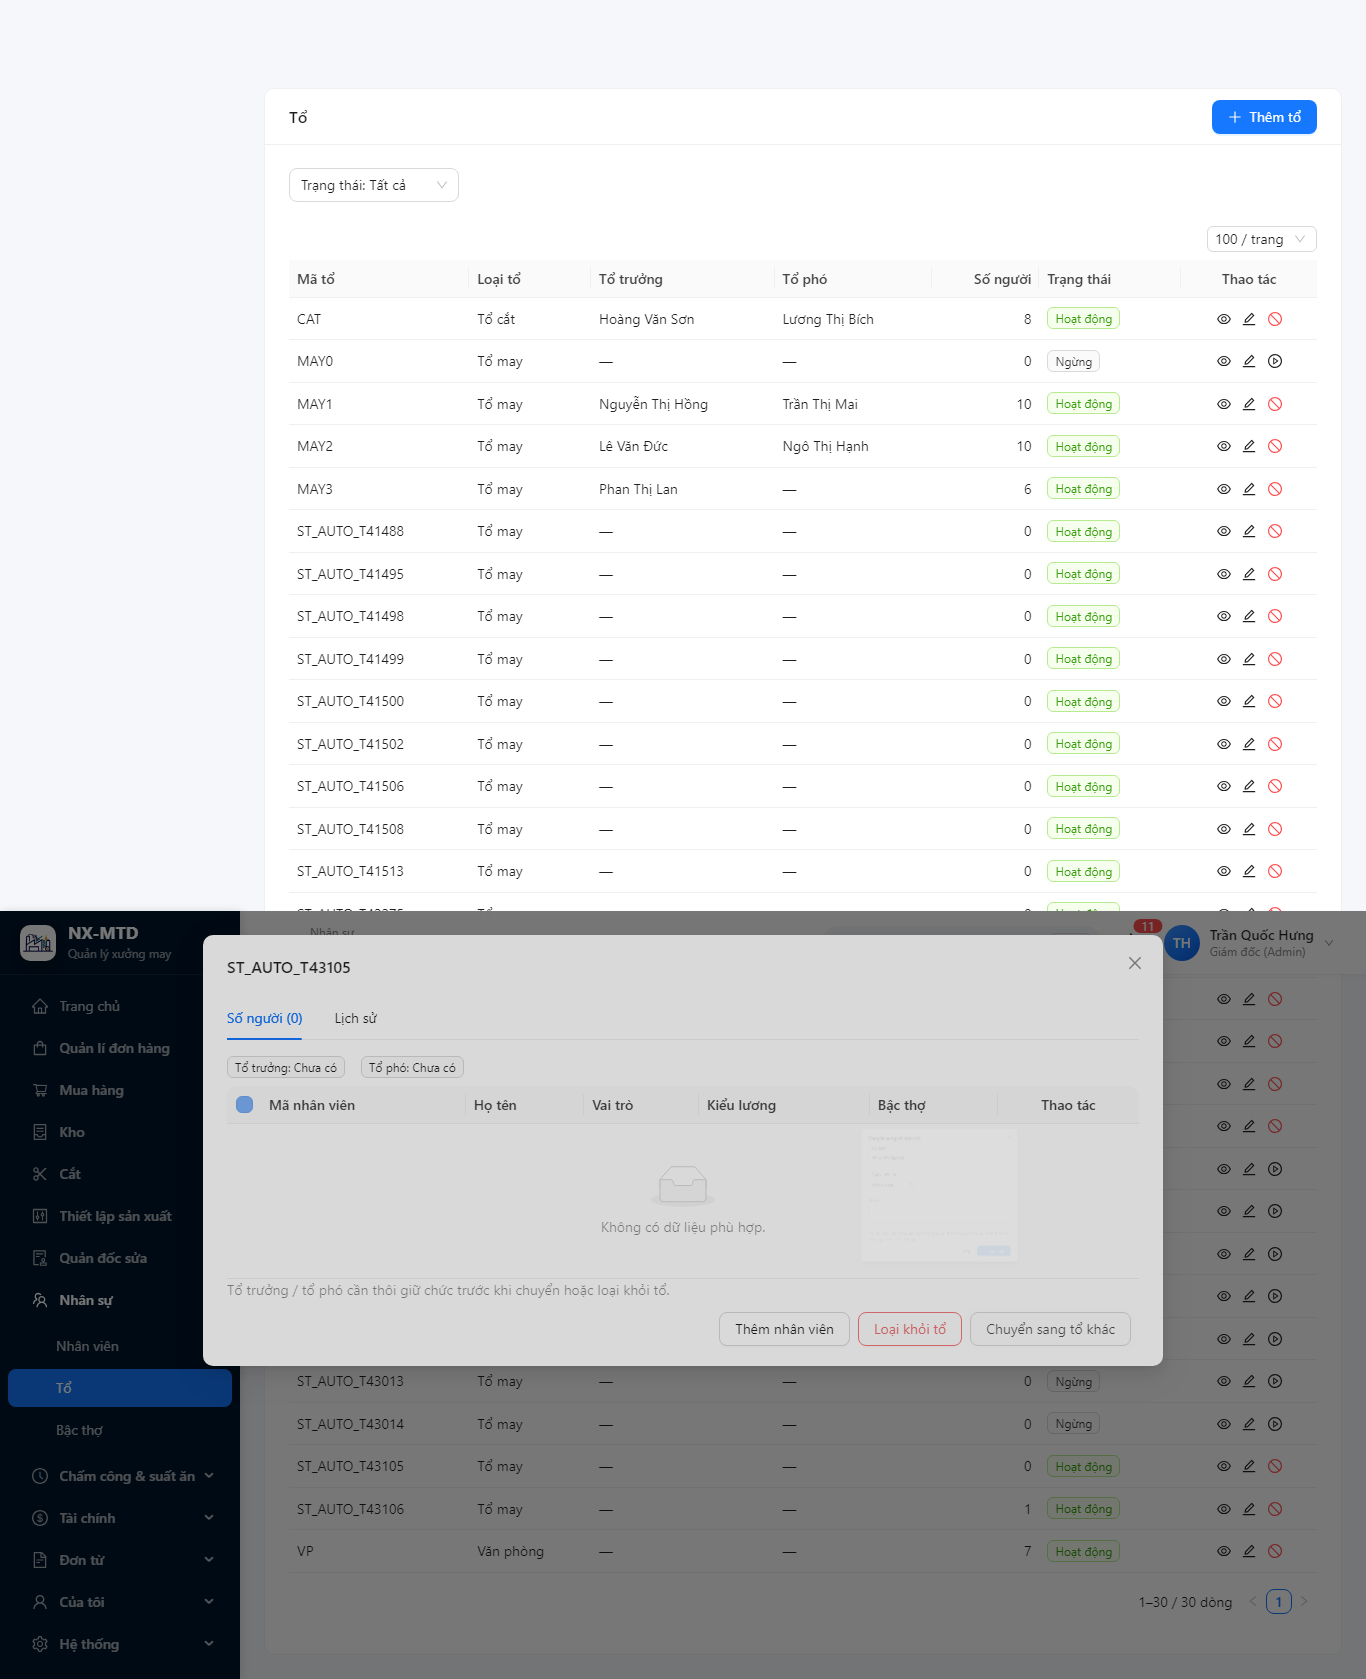 Tổ
Thêm tổ
Trạng thái: Tất cả
100 / trang
Mã tổ Loại tổ Tổ trưởng Tổ phó Số người Trạng thái Thao tác
CAT Tổ cắt Hoàng Văn Sơn Lương Thị Bích 8 Hoạt động
MAY0 Tổ may — — 0 Ngừng
MAY1 Tổ may Nguyễn Thị Hồng Trần Thị Mai 10 Hoạt động
MAY2 Tổ may Lê Văn Đức Ngô Thị Hạnh 10 Hoạt động
MAY3 Tổ may Phan Thị Lan — 6 Hoạt động
ST_AUTO_T41488 Tổ may — — 0 Hoạt động
ST_AUTO_T41495 Tổ may — — 0 Hoạt động
ST_AUTO_T41498 Tổ may — — 0 Hoạt động
ST_AUTO_T41499 Tổ may — — 0 Hoạt động
ST_AUTO_T41500 Tổ may — — 0 Hoạt động
ST_AUTO_T41502 Tổ may — — 0 Hoạt động
ST_AUTO_T41506 Tổ may — — 0 Hoạt động
ST_AUTO_T41508 Tổ may — — 0 Hoạt động
ST_AUTO_T41513 Tổ may — — 0 Hoạt động
NX-MTD
Quản lý xưởng may
Nhân sự
11
TH
Trần Quốc Hưng
Giám đốc (Admin)
Trang chủ
Quản lí đơn hàng
Mua hàng
Kho
Cắt
Thiết lập sản xuất
Quản đốc sửa
Nhân sự
Nhân viên
Tổ
Bậc thợ
Chấm công & suất ăn
Tài chính
Đơn từ
Của tôi
Hệ thống
ST_AUTO_T43105
Số người (0) Lịch sử
Tổ trưởng: Chưa có Tổ phó: Chưa có
Mã nhân viên Họ tên Vai trò Kiểu lương Bậc thợ Thao tác
Không có dữ liệu phù hợp.
Tổ trưởng / tổ phó cần thôi giữ chức trước khi chuyển hoặc loại khỏi tổ.
Thêm nhân viên Loại khỏi tổ Chuyển sang tổ khác
ST_AUTO_T43013 Tổ may — — 0 Ngừng
ST_AUTO_T43014 Tổ may — — 0 Ngừng
ST_AUTO_T43105 Tổ may — — 0 Hoạt động
ST_AUTO_T43106 Tổ may — — 1 Hoạt động
VP Văn phòng — — 7 Hoạt động
1–30 / 30 dòng 1